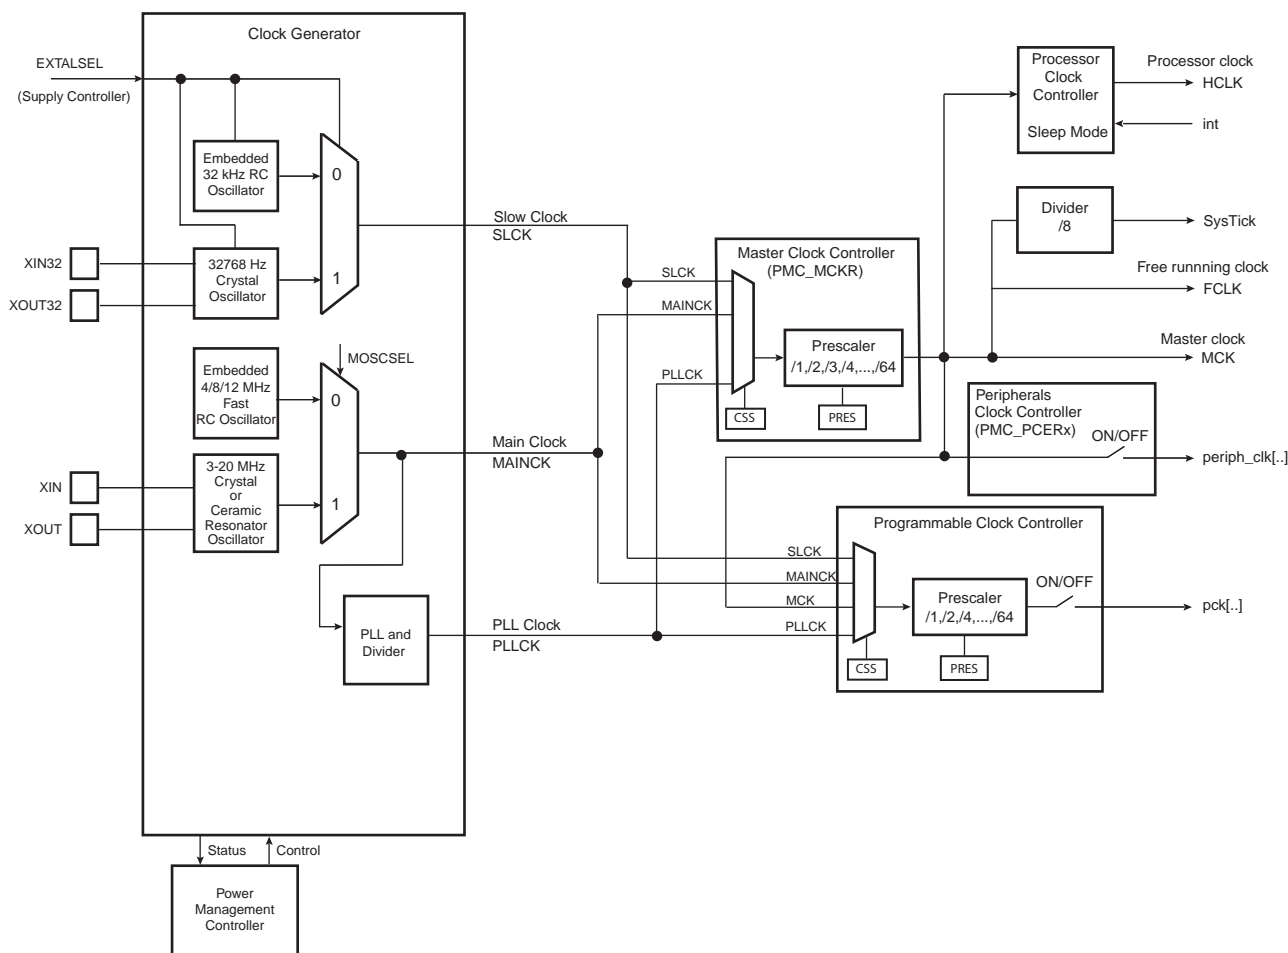 Clock Generator
EXTALSEL
(Supply Controller)
Embedded
32 kHz RC
Oscillator
0
XIN32
XOUT32
32768 Hz
Crystal
Oscillator
1
Slow Clock
SLCK
MOSCSEL
Embedded
4/8/12 MHz
Fast
RC Oscillator
0
XIN
XOUT
3-20 MHz
Crystal
or
Ceramic
Resonator
Oscillator
1
Main Clock
MAINCK
PLL and
Divider
PLL Clock
PLLCK
Status
Control
Power
Management
Controller
Master Clock Controller
(PMC_MCKR)
SLCK
MAINCK
PLLCK
Prescaler
/1,/2,/3,/4,...,/64
CSS
PRES
Processor
Clock
Controller
Sleep Mode
Processor clock
HCLK
int
Divider
/8
SysTick
Free runnning clock
FCLK
Master clock
MCK
Peripherals
Clock Controller
(PMC_PCERx)
ON/OFF
periph_clk[..]
Programmable Clock Controller
SLCK
MAINCK
MCK
PLLCK
Prescaler
/1,/2,/4,...,/64
ON/OFF
pck[..]
CSS
PRES